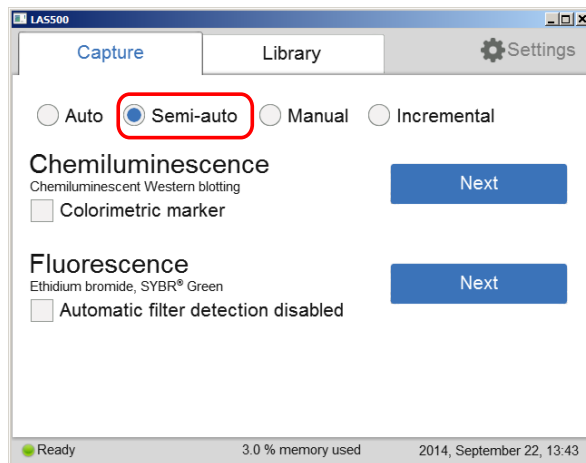 LAS500
Capture Library Settings
Auto Semi-auto Manual Incremental
Chemiluminescence
Chemiluminescent Western blotting
Next
Colorimetric marker
Fluorescence
Ethidium bromide, SYBR® Green
Next
Automatic filter detection disabled
Ready 3.0 % memory used 2014, September 22, 13:43